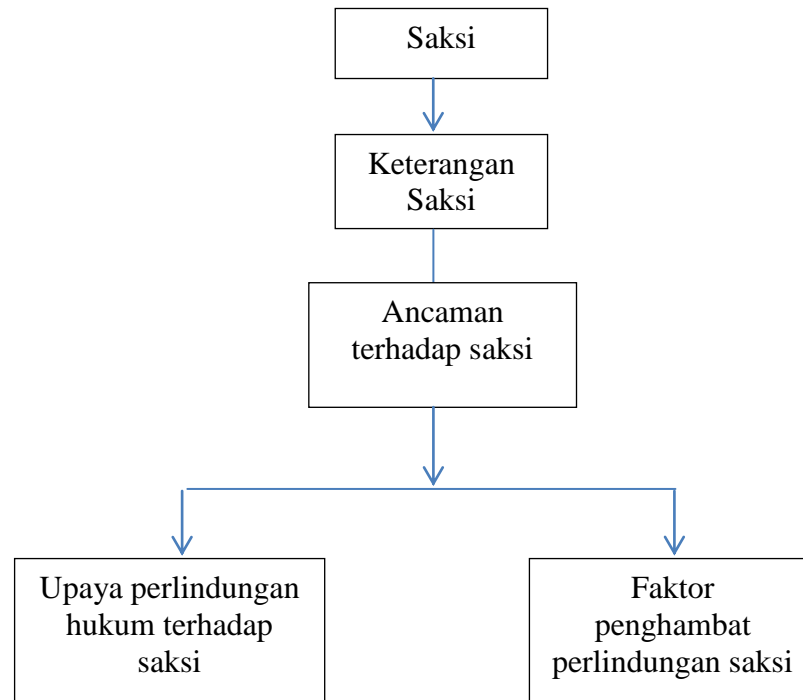 Saksi
Keterangan
Saksi
Ancaman
terhadap saksi
Upaya perlindungan
hukum terhadap
saksi
Faktor
penghambat
perlindungan saksi